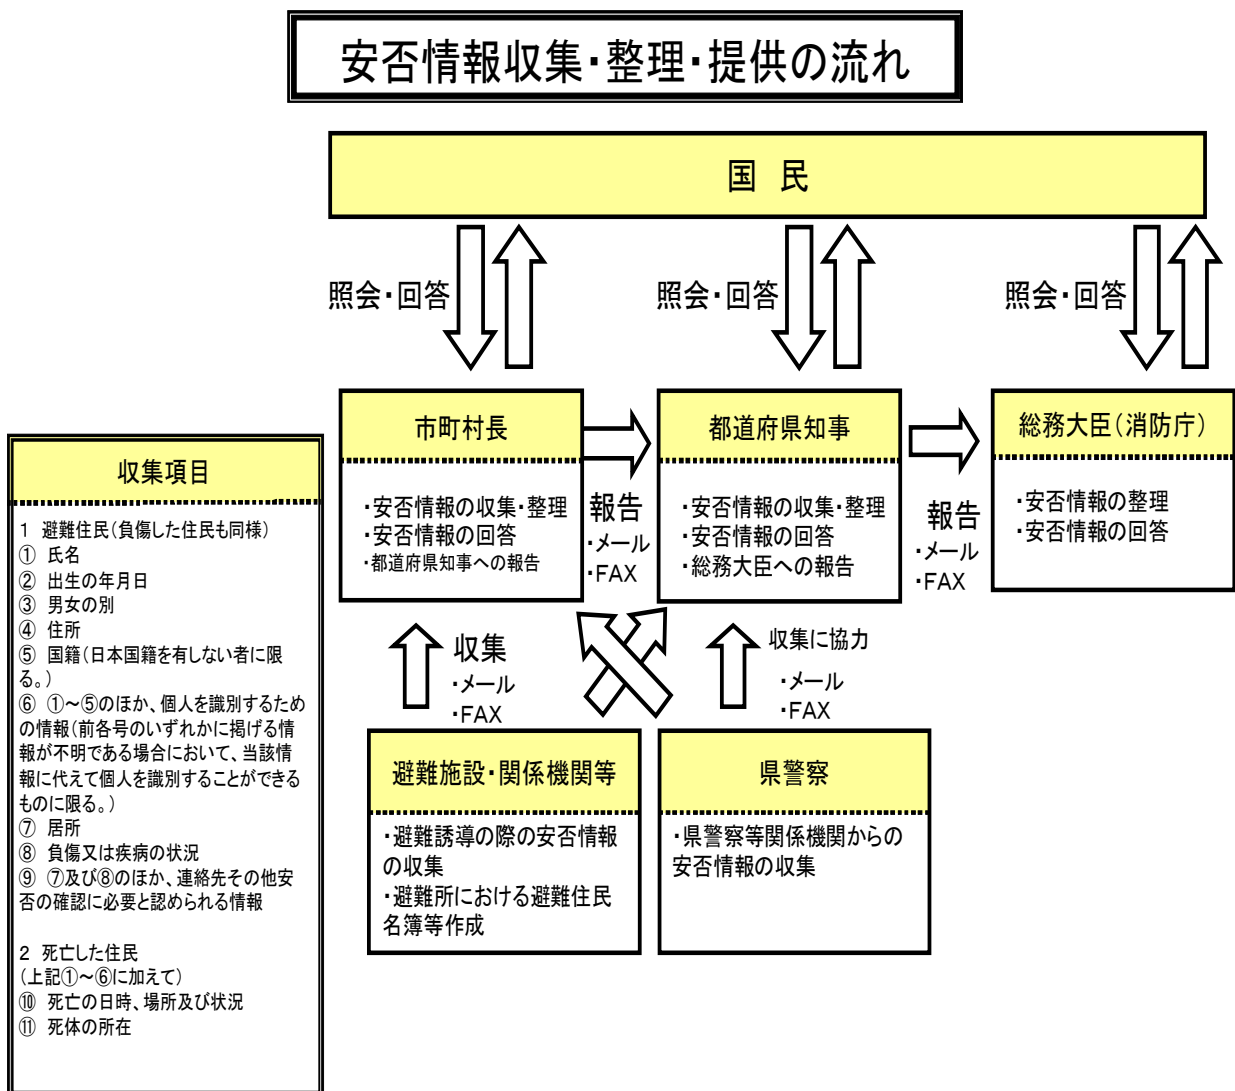 安否情報収集・整理・提供の流れ
国 民
照会・回答
照会・回答
照会・回答
市町村長
・安否情報の収集・整理
・安否情報の回答
・都道府県知事への報告
報告
・メール
・FAX
都道府県知事
・安否情報の収集・整理
・安否情報の回答
・総務大臣への報告
報告
・メール
・FAX
総務大臣(消防庁)
・安否情報の整理
・安否情報の回答
収集
・メール
・FAX
収集に協力
・メール
・FAX
避難施設・関係機関等
・避難誘導の際の安否情報
の収集
・避難所における避難住民
名簿等作成
県警察
・県警察等関係機関からの
安否情報の収集
収集項目
1 避難住民(負傷した住民も同様)
① 氏名
② 出生の年月日
③ 男女の別
④ 住所
⑤ 国籍(日本国籍を有しない者に限
る。)
⑥ ①～⑤のほか、個人を識別するため
の情報(前各号のいずれかに掲げる情
報が不明である場合において、当該情
報に代えて個人を識別することができる
ものに限る。)
⑦ 居所
⑧ 負傷又は疾病の状況
⑨ ⑦及び⑧のほか、連絡先その他安
否の確認に必要と認められる情報
2 死亡した住民
(上記①～⑥に加えて)
⑩ 死亡の日時、場所及び状況
⑪ 死体の所在